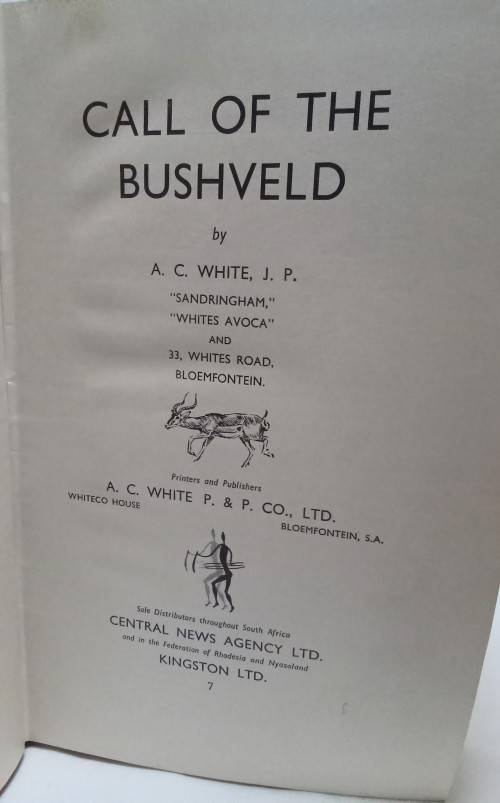 CALL OF THE
BUSHVELD
by
A. C. WHITE, J. P.
"SANDRINGHAM,"
"WHITES AVOCA"
AND
33, WHITES ROAD,
BLOEMFONTEIN.
Printers and Publishers
A. C. WHITE P. & P. CO., LTD.
WHITECO HOUSE
BLOEMFONTEIN, S.A.
Sole Distributors throughout South Africa
CENTRAL NEWS AGENCY LTD.
and in the Federation of Rhodesia and Nyasaland
KINGSTON LTD.
7